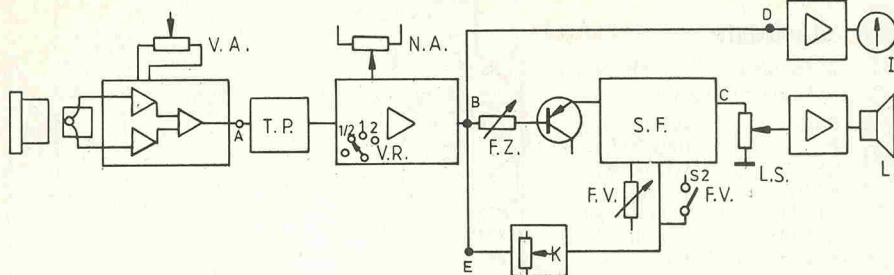 V.A.
A
T.P.
N.A.
1/2 1 2
V.R.
B
F.Z.
S.F.
C
D
I
L.S.
L
F.V.
S2
F.V.
E
K